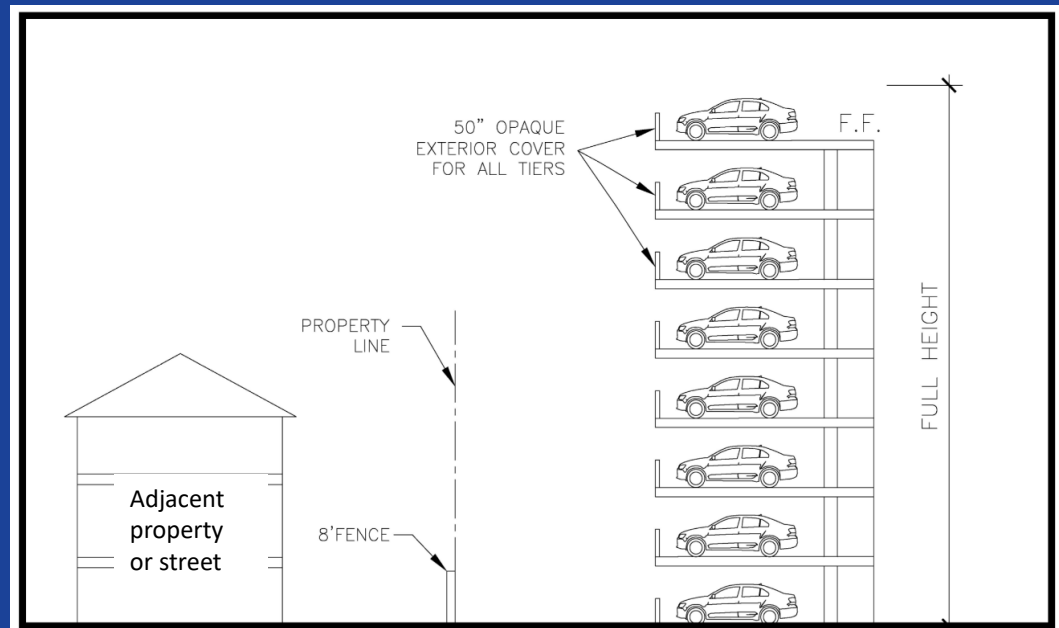 50” OPAQUE
EXTERIOR COVER
FOR ALL TIERS
F.F.
PROPERTY
LINE
FULL HEIGHT
Adjacent
property
or street
8'FENCE